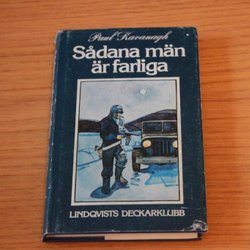 Paul Kavanagh
Sådana män
är farliga
LINDQVISTS DECKARKLUBB